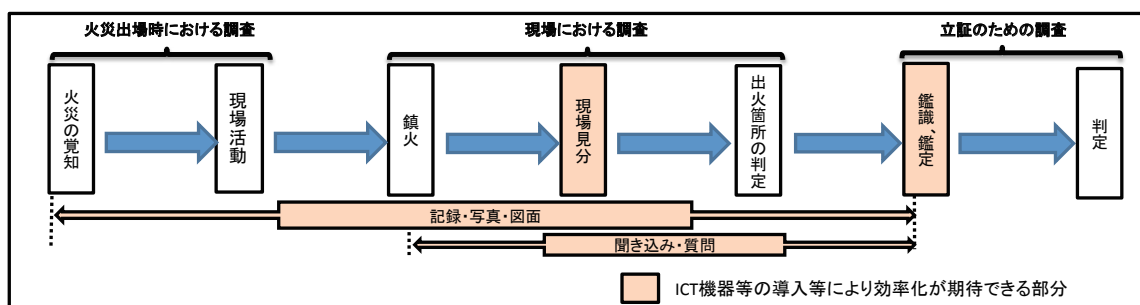 火災出場時における調査
現場における調査
立証のための調査
火災の覚知
現場活動
鎮火
現場見分
出火箇所の判定
鑑識、鑑定
判定
記録・写真・図面
聞き込み・質問
ICT機器等の導入等により効率化が期待できる部分